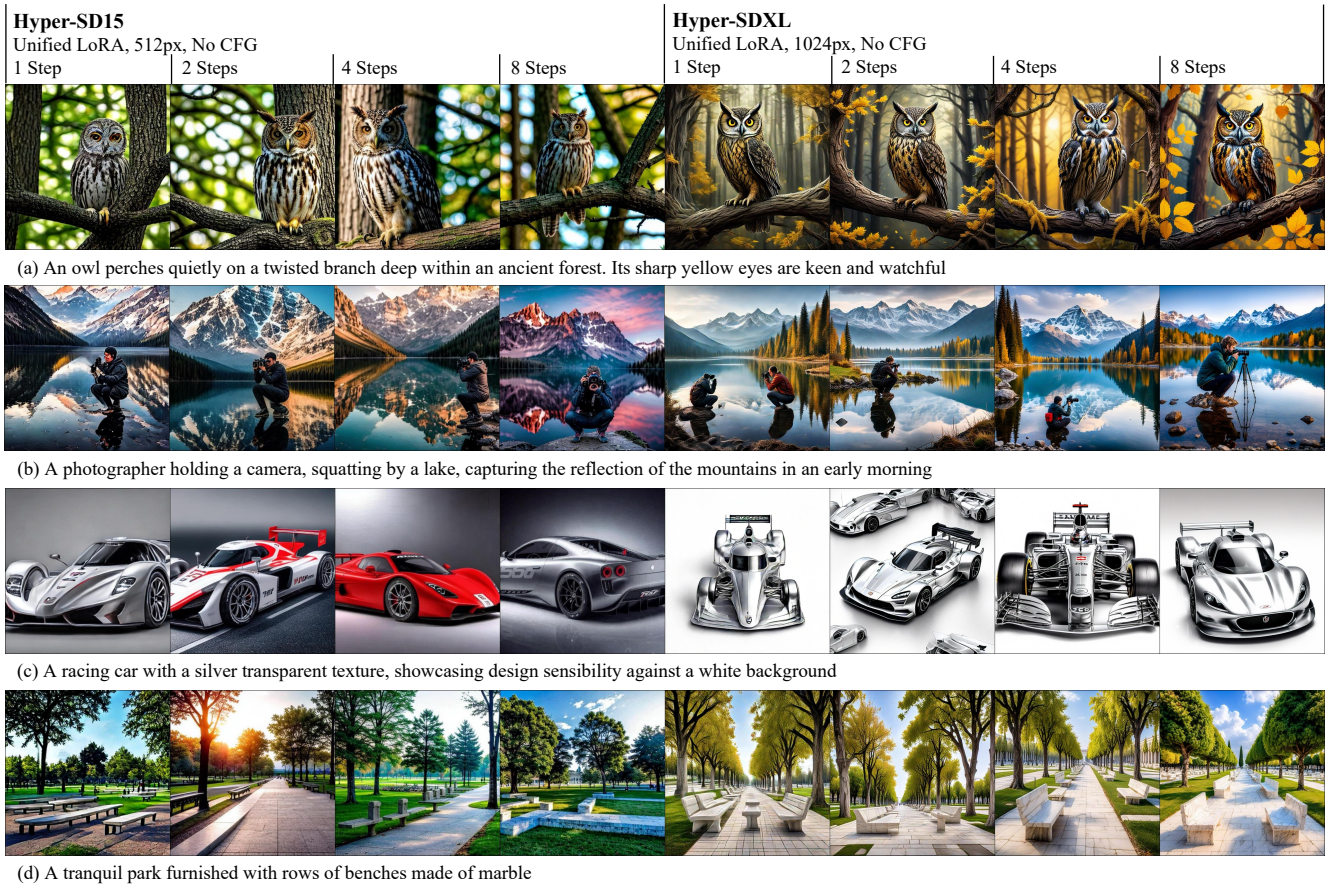 Hyper-SD15
Unified LoRA, 512px, No CFG
1 Step
2 Steps
4 Steps
8 Steps
Hyper-SDXL
Unified LoRA, 1024px, No CFG
1 Step
2 Steps
4 Steps
8 Steps
(a) An owl perches quietly on a twisted branch deep within an ancient forest. Its sharp yellow eyes are keen and watchful
(b) A photographer holding a camera, squatting by a lake, capturing the reflection of the mountains in an early morning
(c) A racing car with a silver transparent texture, showcasing design sensibility against a white background
(d) A tranquil park furnished with rows of benches made of marble